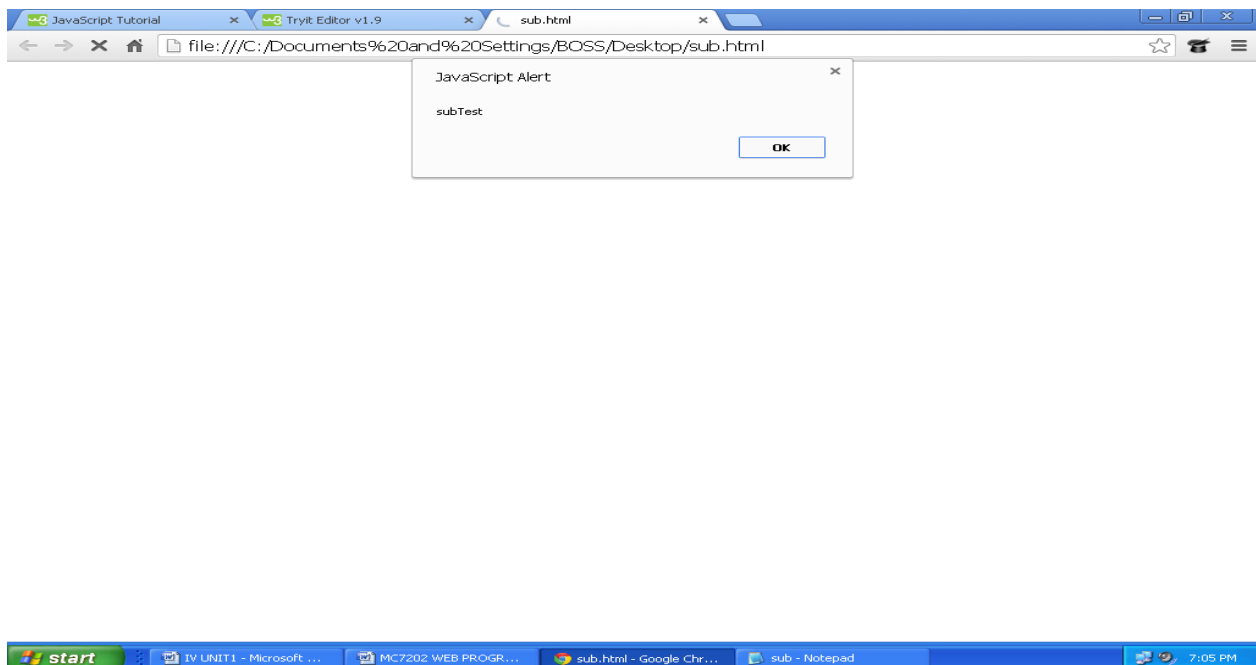 JavaScript Tutorial
Tryit Editor v1.9
sub.html
file:///C:/Documents%20and%20Settings/BOSS/Desktop/sub.html
JavaScript Alert
subTest
OK
start
IV UNIT1 - Microsoft ...
MC7202 WEB PROGR...
sub.html - Google Chr...
sub - Notepad
7:05 PM